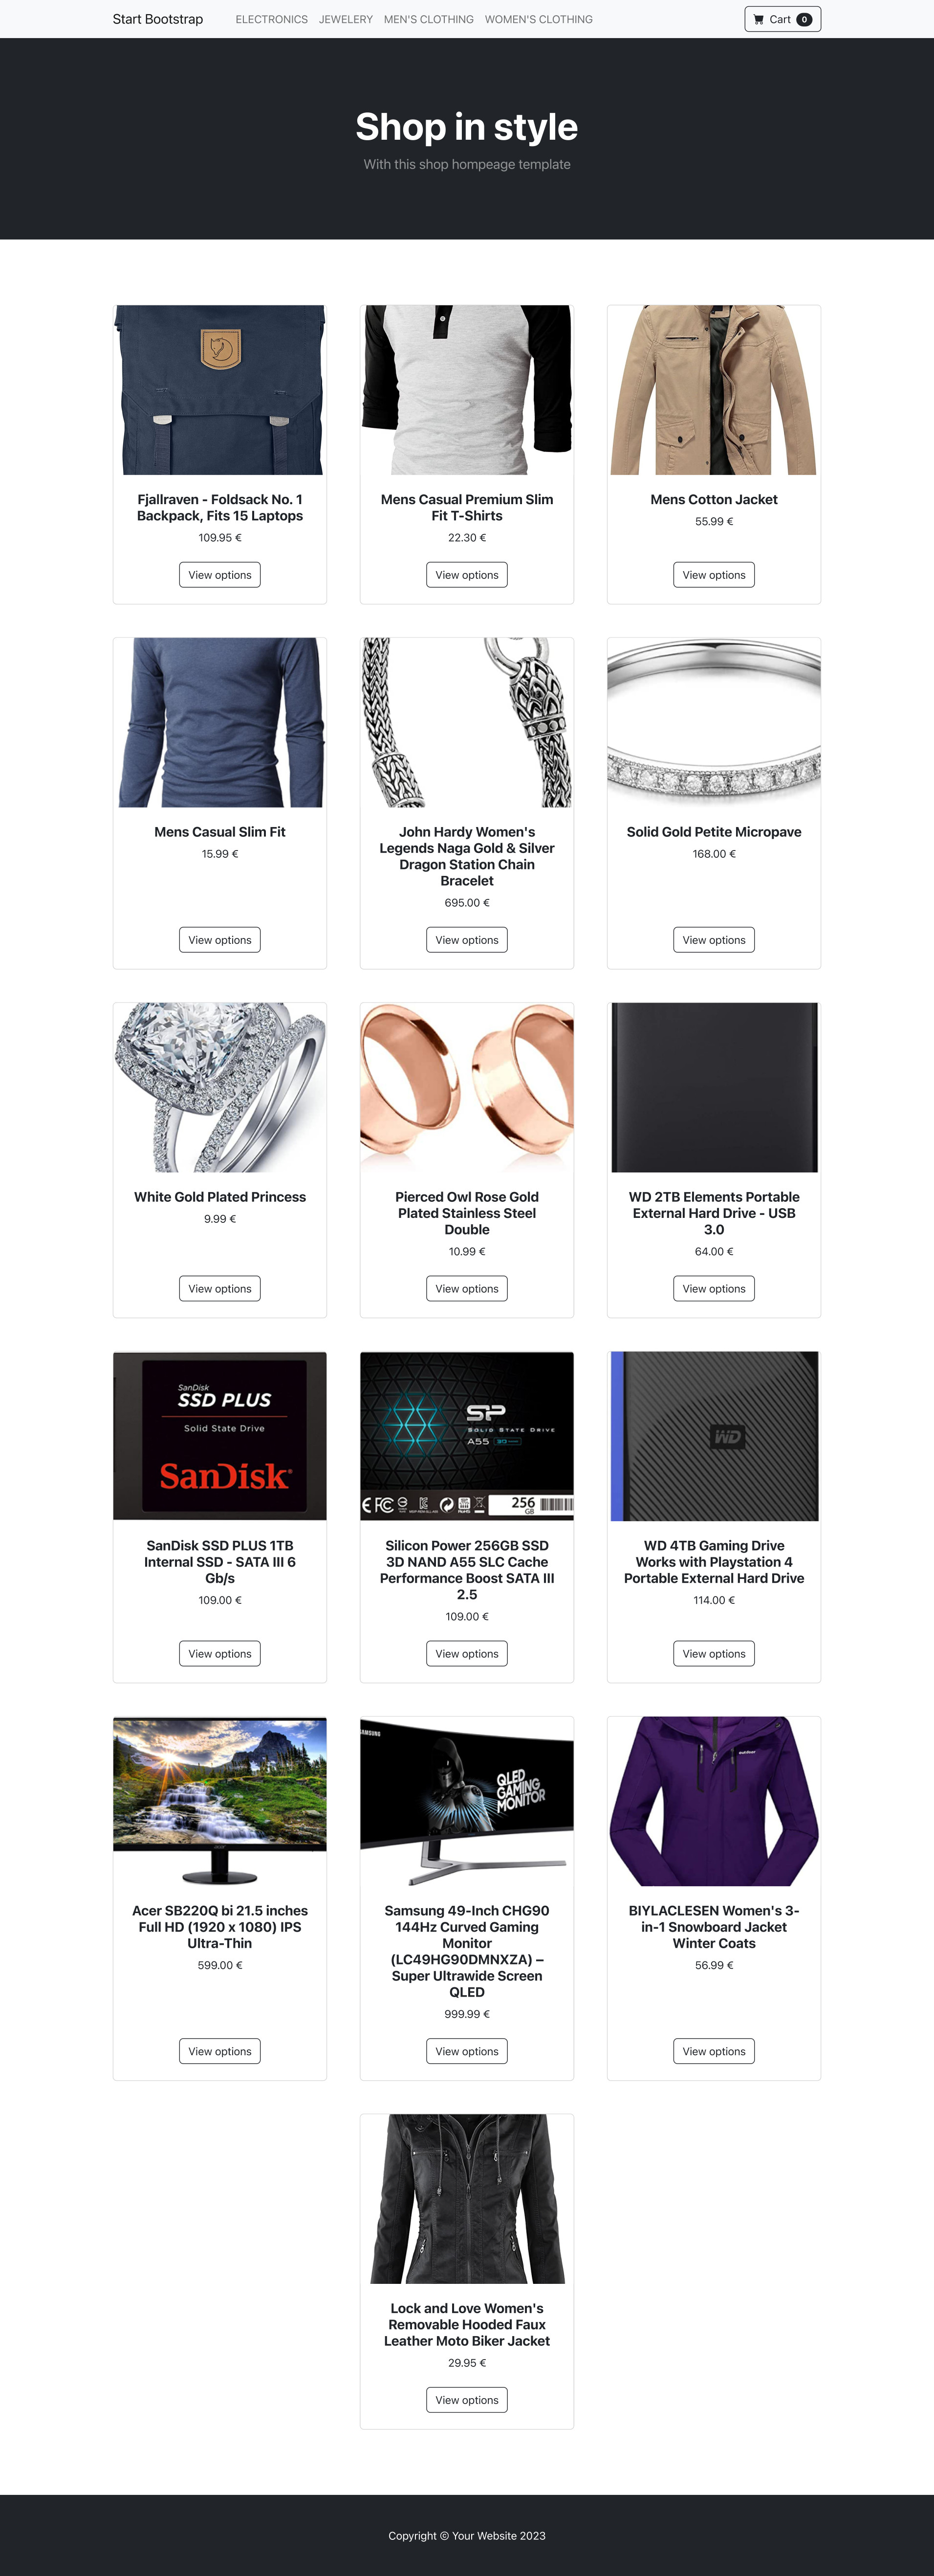 Start Bootstrap
ELECTRONICS
JEWELERY
MEN'S CLOTHING
WOMEN'S CLOTHING
Cart 0
Shop in style
With this shop hompeage template
Fjallraven - Foldsack No. 1
Backpack, Fits 15 Laptops
109.95 €
View options
Mens Casual Premium Slim
Fit T-Shirts
22.30 €
View options
Mens Cotton Jacket
55.99 €
View options
Mens Casual Slim Fit
15.99 €
View options
John Hardy Women's
Legends Naga Gold & Silver
Dragon Station Chain
Bracelet
695.00 €
View options
Solid Gold Petite Micropave
168.00 €
View options
White Gold Plated Princess
9.99 €
View options
Pierced Owl Rose Gold
Plated Stainless Steel
Double
10.99 €
View options
WD 2TB Elements Portable
External Hard Drive - USB
3.0
64.00 €
View options
SanDisk
SSD PLUS
Solid State Drive
SanDisk
SanDisk SSD PLUS 1TB
Internal SSD - SATA III 6
Gb/s
109.00 €
View options
SP
SOLID STATE DRIVE
A55
256
GB
Silicon Power 256GB SSD
3D NAND A55 SLC Cache
Performance Boost SATA III
2.5
109.00 €
View options
WD
WD 4TB Gaming Drive
Works with Playstation 4
Portable External Hard Drive
114.00 €
View options
acer
Acer SB220Q bi 21.5 inches
Full HD (1920 x 1080) IPS
Ultra-Thin
599.00 €
View options
SAMSUNG
QLED
GAMING
MONITOR
Samsung 49-Inch CHG90
144Hz Curved Gaming
Monitor
(LC49HG90DMNXZA) –
Super Ultrawide Screen
QLED
999.99 €
View options
BIYLACLESEN Women's 3-
in-1 Snowboard Jacket
Winter Coats
56.99 €
View options
Lock and Love Women's
Removable Hooded Faux
Leather Moto Biker Jacket
29.95 €
View options
Copyright © Your Website 2023